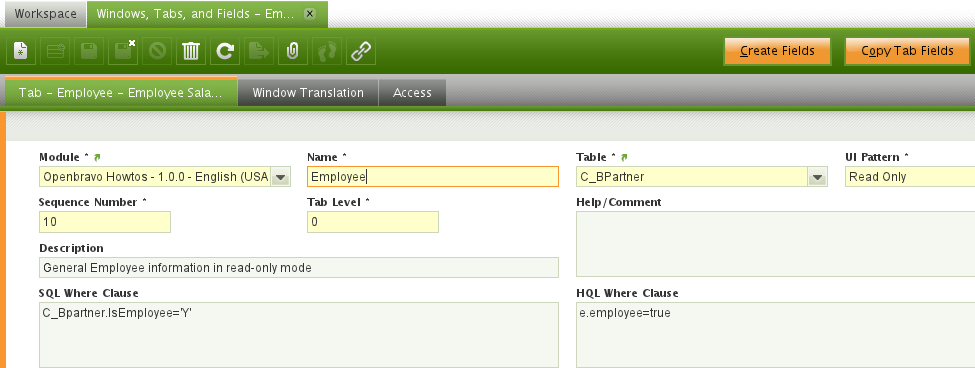 Workspace
Windows, Tabs, and Fields - Em...
Create Fields
Copy Tab Fields
Tab - Employee - Employee Sala...
Window Translation
Access
Module *
Name *
Table *
UI Pattern *
Openbravo Howtos - 1.0.0 - English (USA
Employee
C_BPartner
Read Only
Sequence Number *
Tab Level *
Help/Comment
10
0
Description
General Employee information in read-only mode
SQL Where Clause
HQL Where Clause
C_Bpartner.IsEmployee='Y'
e.employee=true